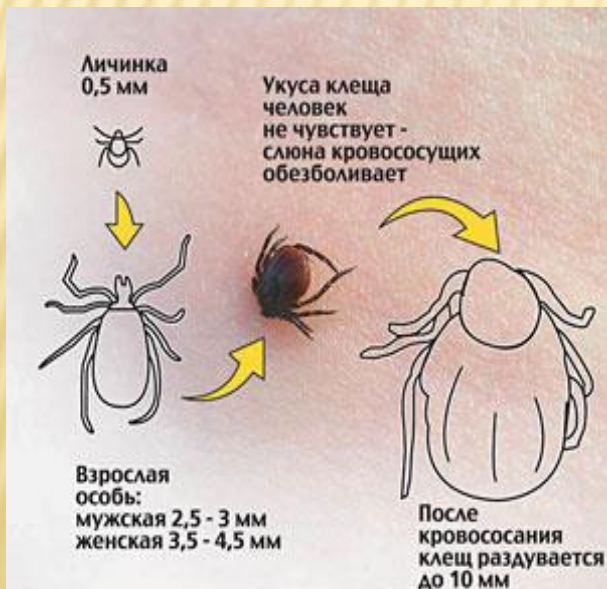 Личинка
0,5 мм
Укуса клеща
человек
не чувствует -
слюна кровососущих
обезболивает
Взрослая
особь:
мужская 2,5 - 3 мм
женская 3,5 - 4,5 мм
После
кровососания
клещ раздувается
до 10 мм